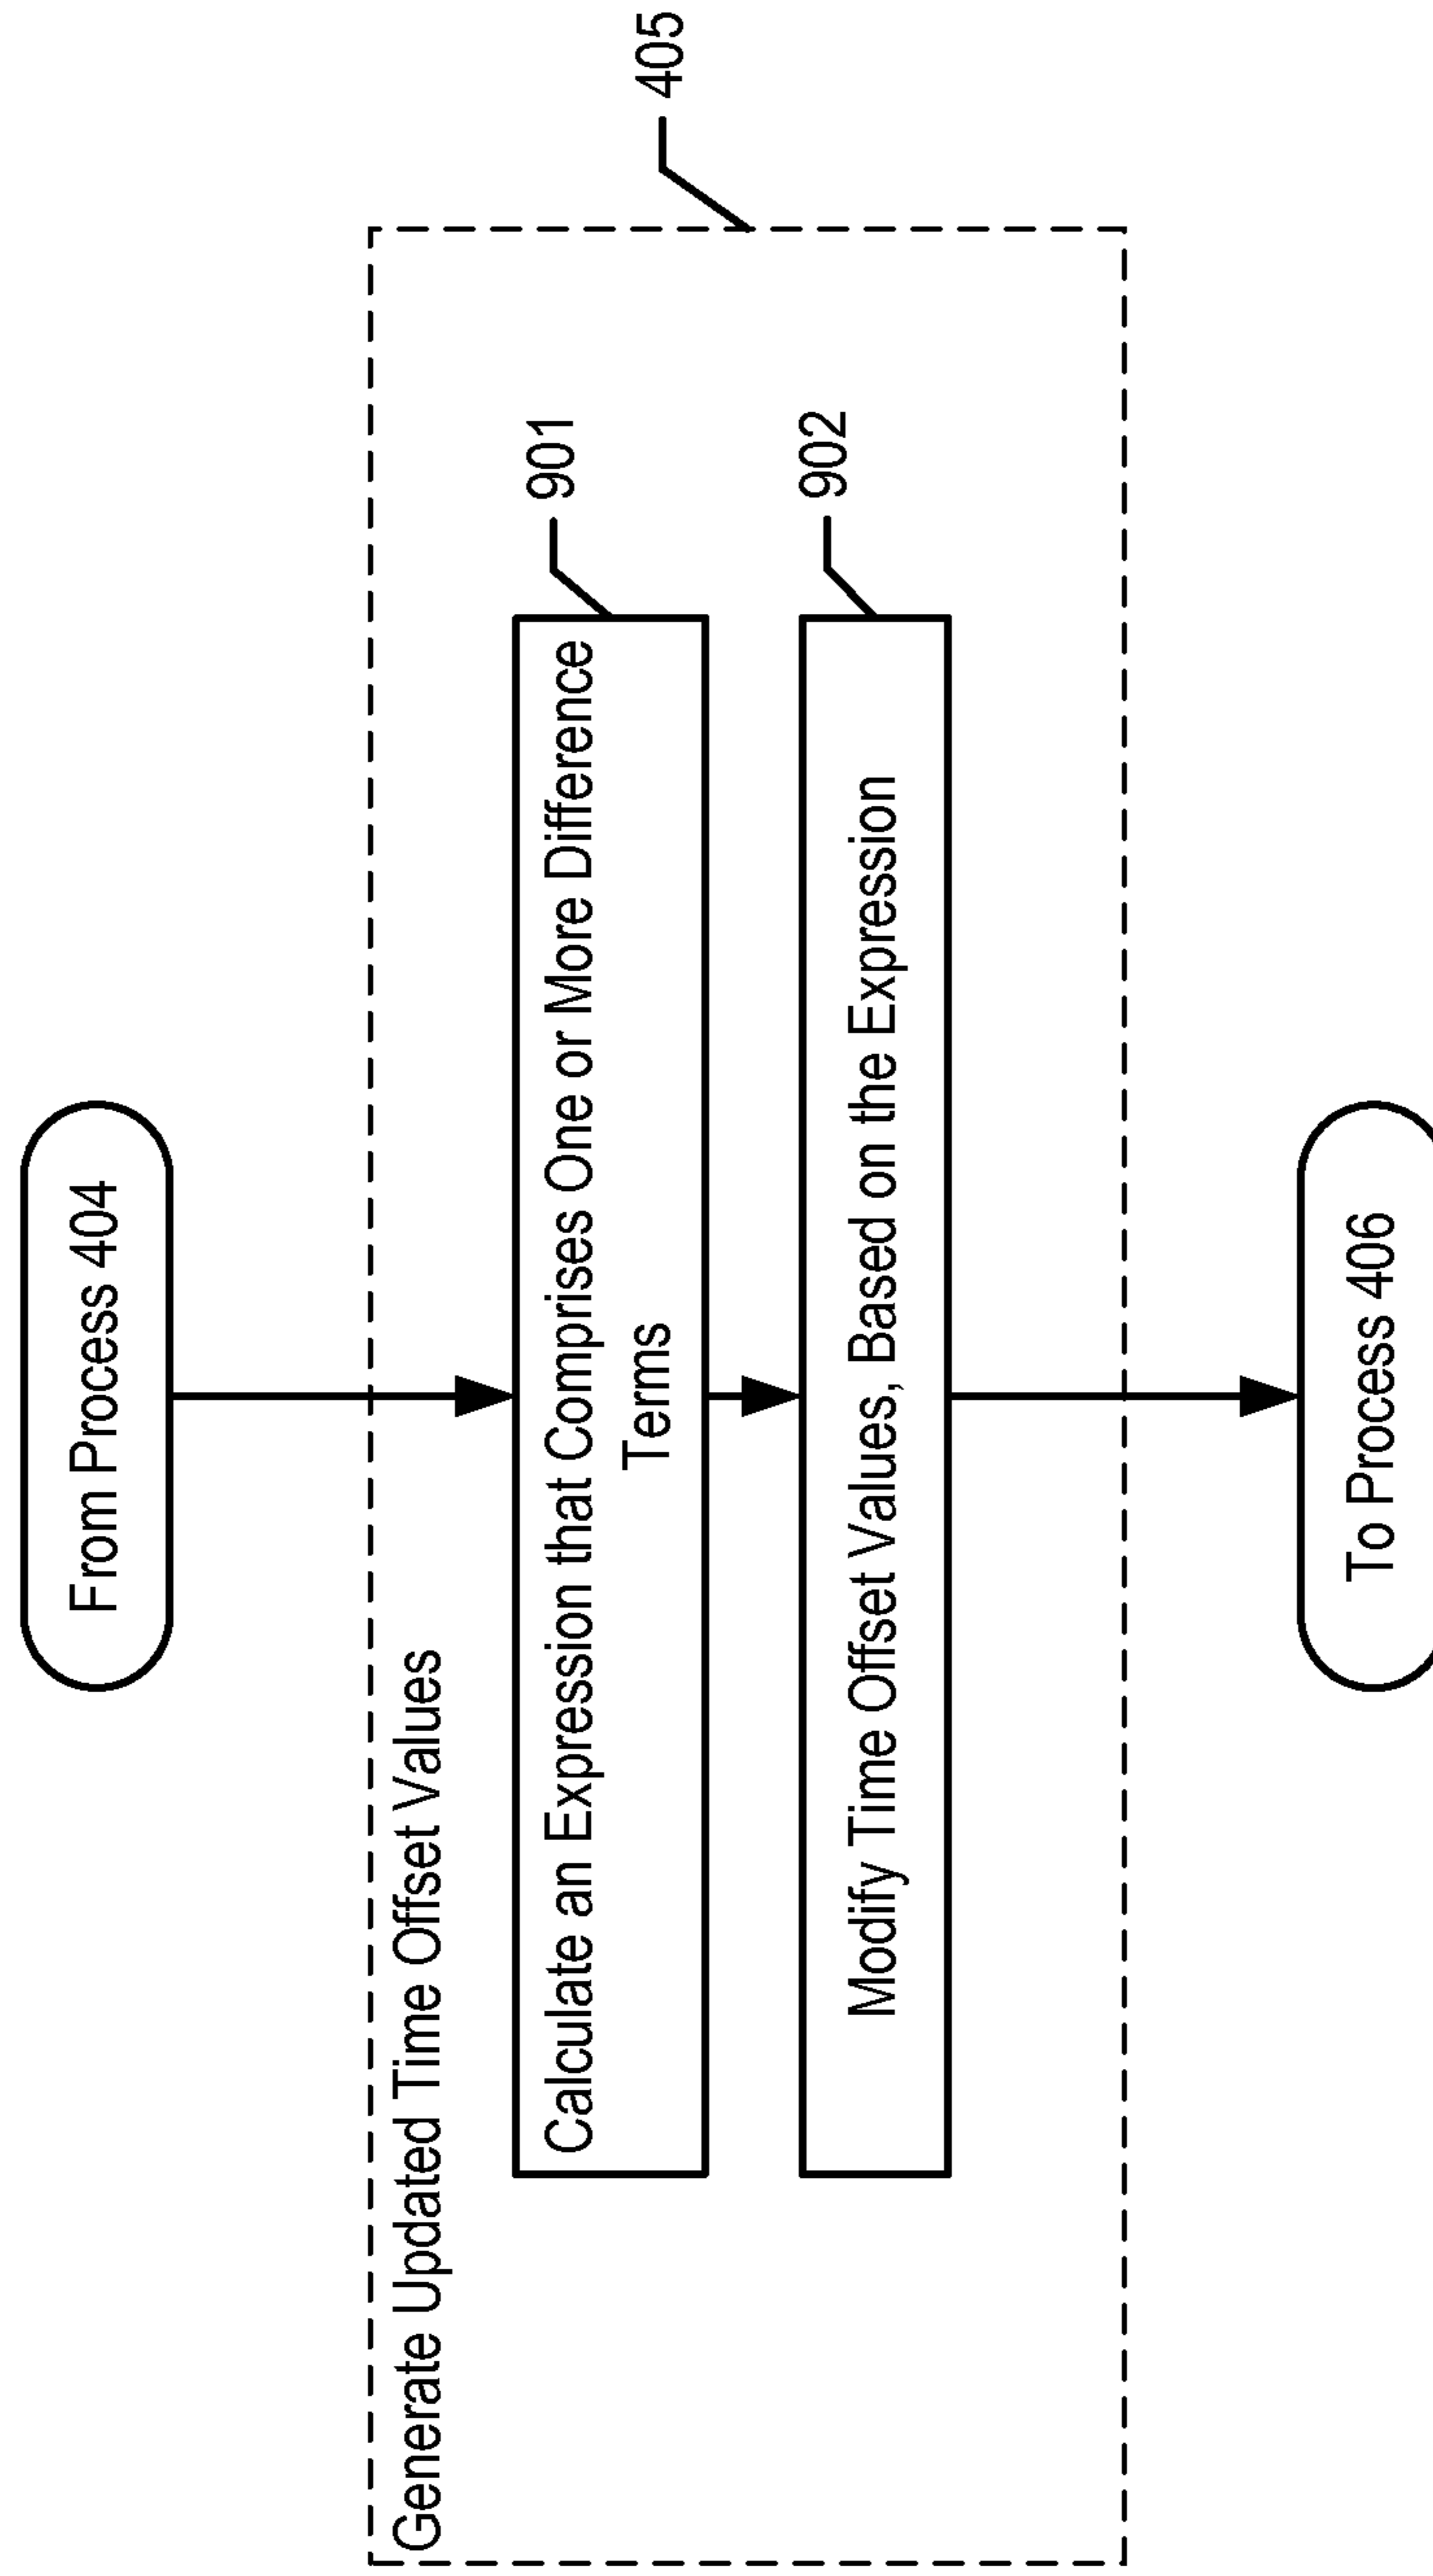 From Process 404
Generate Updated Time Offset Values
405
901
Calculate an Expression that Comprises One or More Difference
Terms
902
Modify Time Offset Values, Based on the Expression
To Process 406